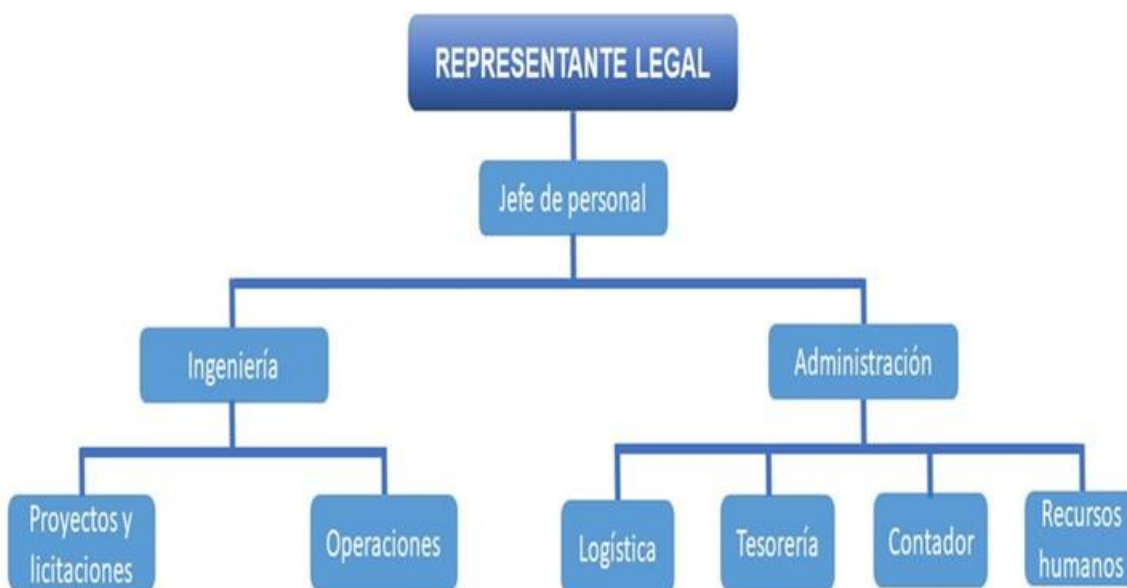 REPRESENTANTE LEGAL
Jefe de personal
Ingeniería
Administración
Proyectos y
licitaciones
Operaciones
Logística
Tesorería
Contador
Recursos
humanos